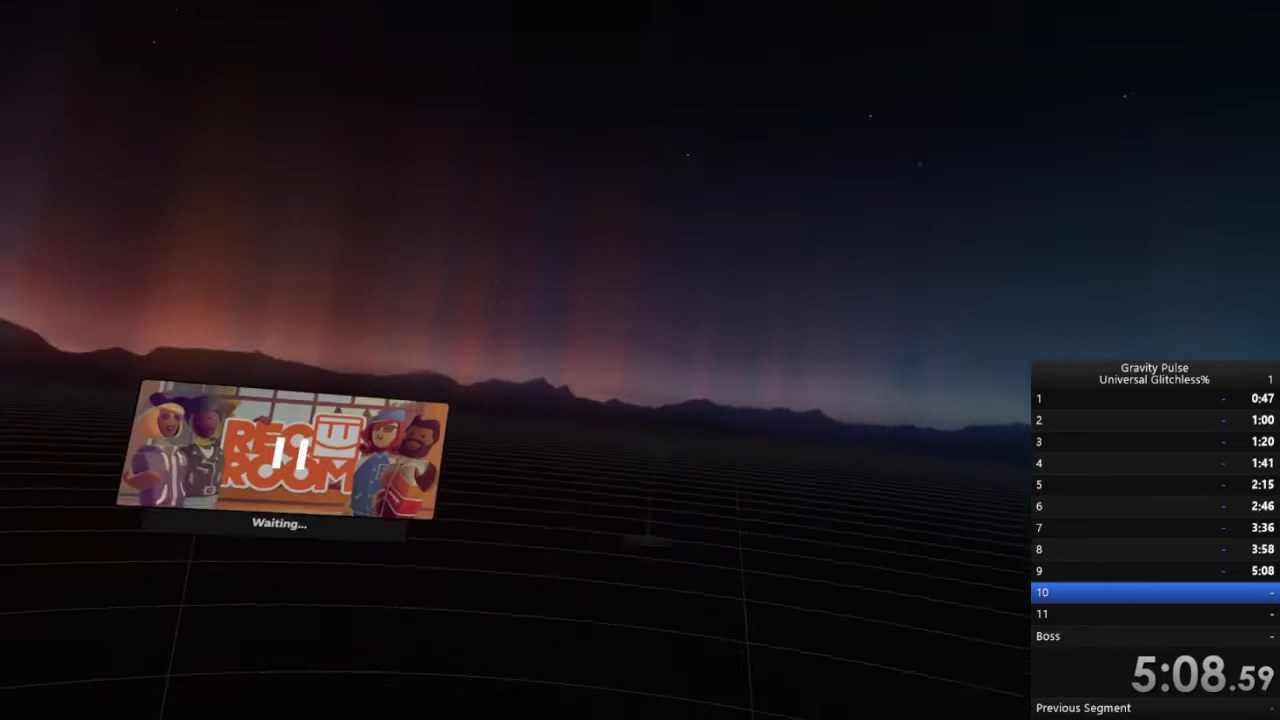 REC
ROOM
Waiting...
Gravity Pulse
Universal Glitchless% 1
1 - 0:47
2 - 1:00
3 - 1:20
4 - 1:41
5 - 2:15
6 - 2:46
7 - 3:36
8 - 3:58
9 - 5:08
10 -
11 -
Boss -
5:08.59
Previous Segment -